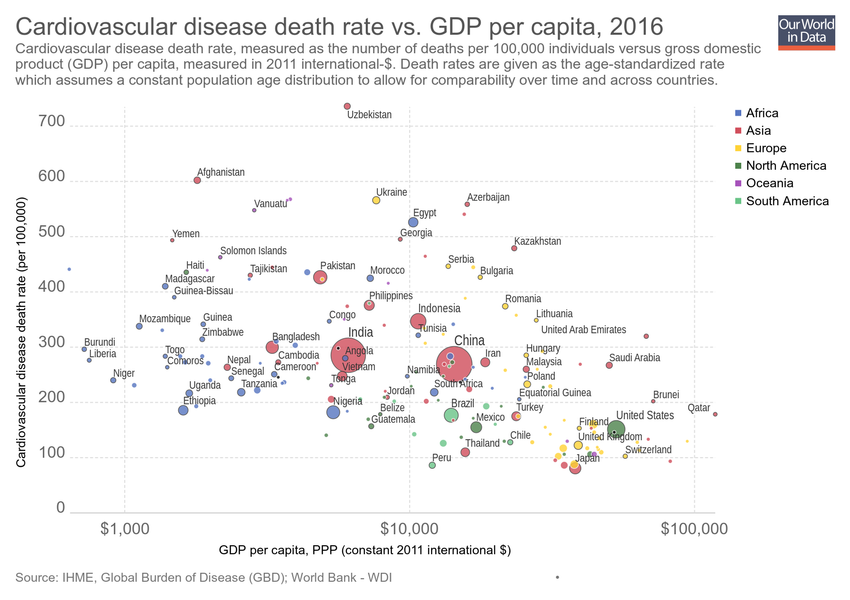 Cardiovascular disease death rate vs. GDP per capita, 2016
Our World
in Data
Cardiovascular disease death rate, measured as the number of deaths per 100,000 individuals versus gross domestic
product (GDP) per capita, measured in 2011 international-$. Death rates are given as the age-standardized rate
which assumes a constant population age distribution to allow for comparability over time and across countries.
Africa
Asia
Europe
North America
Oceania
South America
Cardiovascular disease death rate (per 100,000)
700
600
500
400
300
200
100
0
Uzbekistan
Afghanistan
Vanuatu
Ukraine
Azerbaijan
Egypt
Yemen
Georgia
Kazakhstan
Solomon Islands
Haiti
Tajikistan
Pakistan
Morocco
Serbia
Bulgaria
Madagascar
Guinea-Bissau
Philippines
Romania
Mozambique
Guinea
Congo
Indonesia
Lithuania
Zimbabwe
Bangladesh
India
Tunisia
United Arab Emirates
Burundi
Liberia
Togo
Comoros
Nepal
Cambodia
Angola
China
Iran
Hungary
Malaysia
Saudi Arabia
Niger
Senegal
Cameroon
Vietnam
Namibia
Poland
Uganda
Tanzania
Tonga
Jordan
South Africa
Equatorial Guinea
Brunei
Ethiopia
Nigeria
Belize
Brazil
Turkey
Qatar
Guatemala
Mexico
Finland
United States
Thailand
Chile
United Kingdom
Peru
Japan
Switzerland
$1,000
$10,000
$100,000
GDP per capita, PPP (constant 2011 international $)
Source: IHME, Global Burden of Disease (GBD); World Bank - WDI